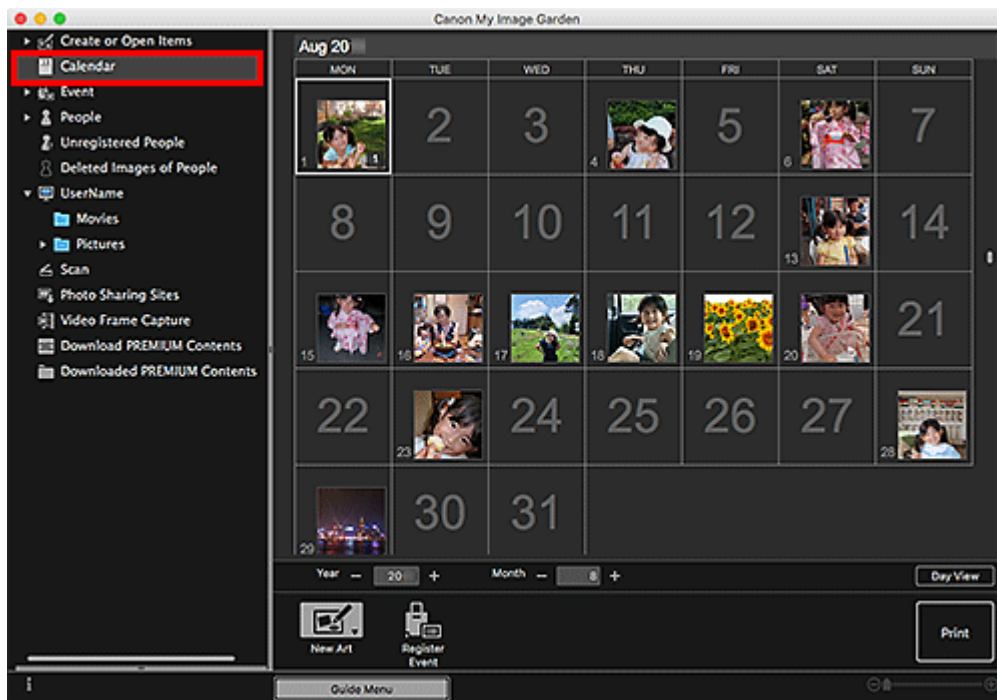 Canon My Image Garden
Create or Open Items
Calendar
Event
People
Unregistered People
Deleted Images of People
UserName
Movies
Pictures
Scan
Photo Sharing Sites
Video Frame Capture
Download PREMIUM Contents
Downloaded PREMIUM Contents
Aug 20
MON TUE WED THU FRI SAT SUN
1 1 2 3 4 5 6 7
8 9 10 11 12 13 14
15 16 17 18 19 20 21
22 23 24 25 26 27 28
29 30 31
Year − 20 + Month − 8 + Day View
New Art Register Event Print
Guide Menu